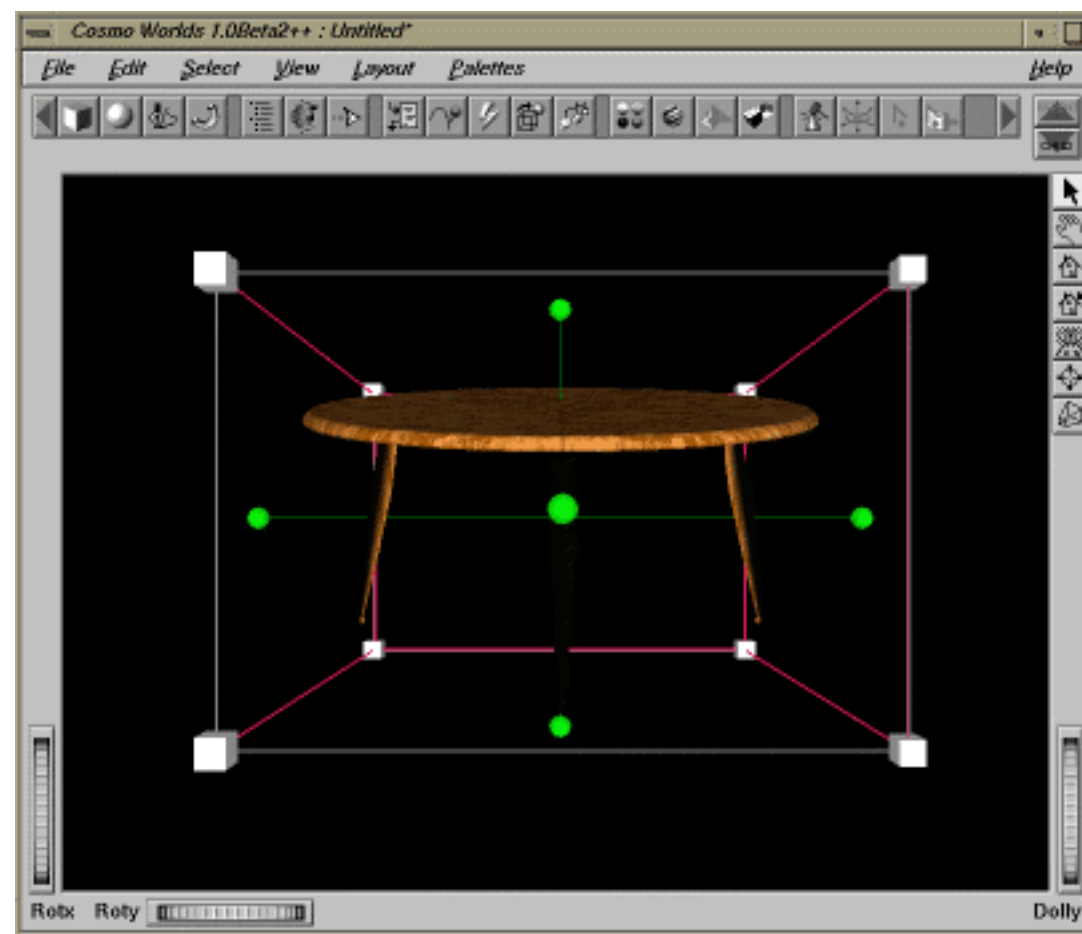 Cosmo Worlds 1.0Beta2++ : Untitled*
File Edit Select View Layout Palettes Help
Rotx Roty Dolly